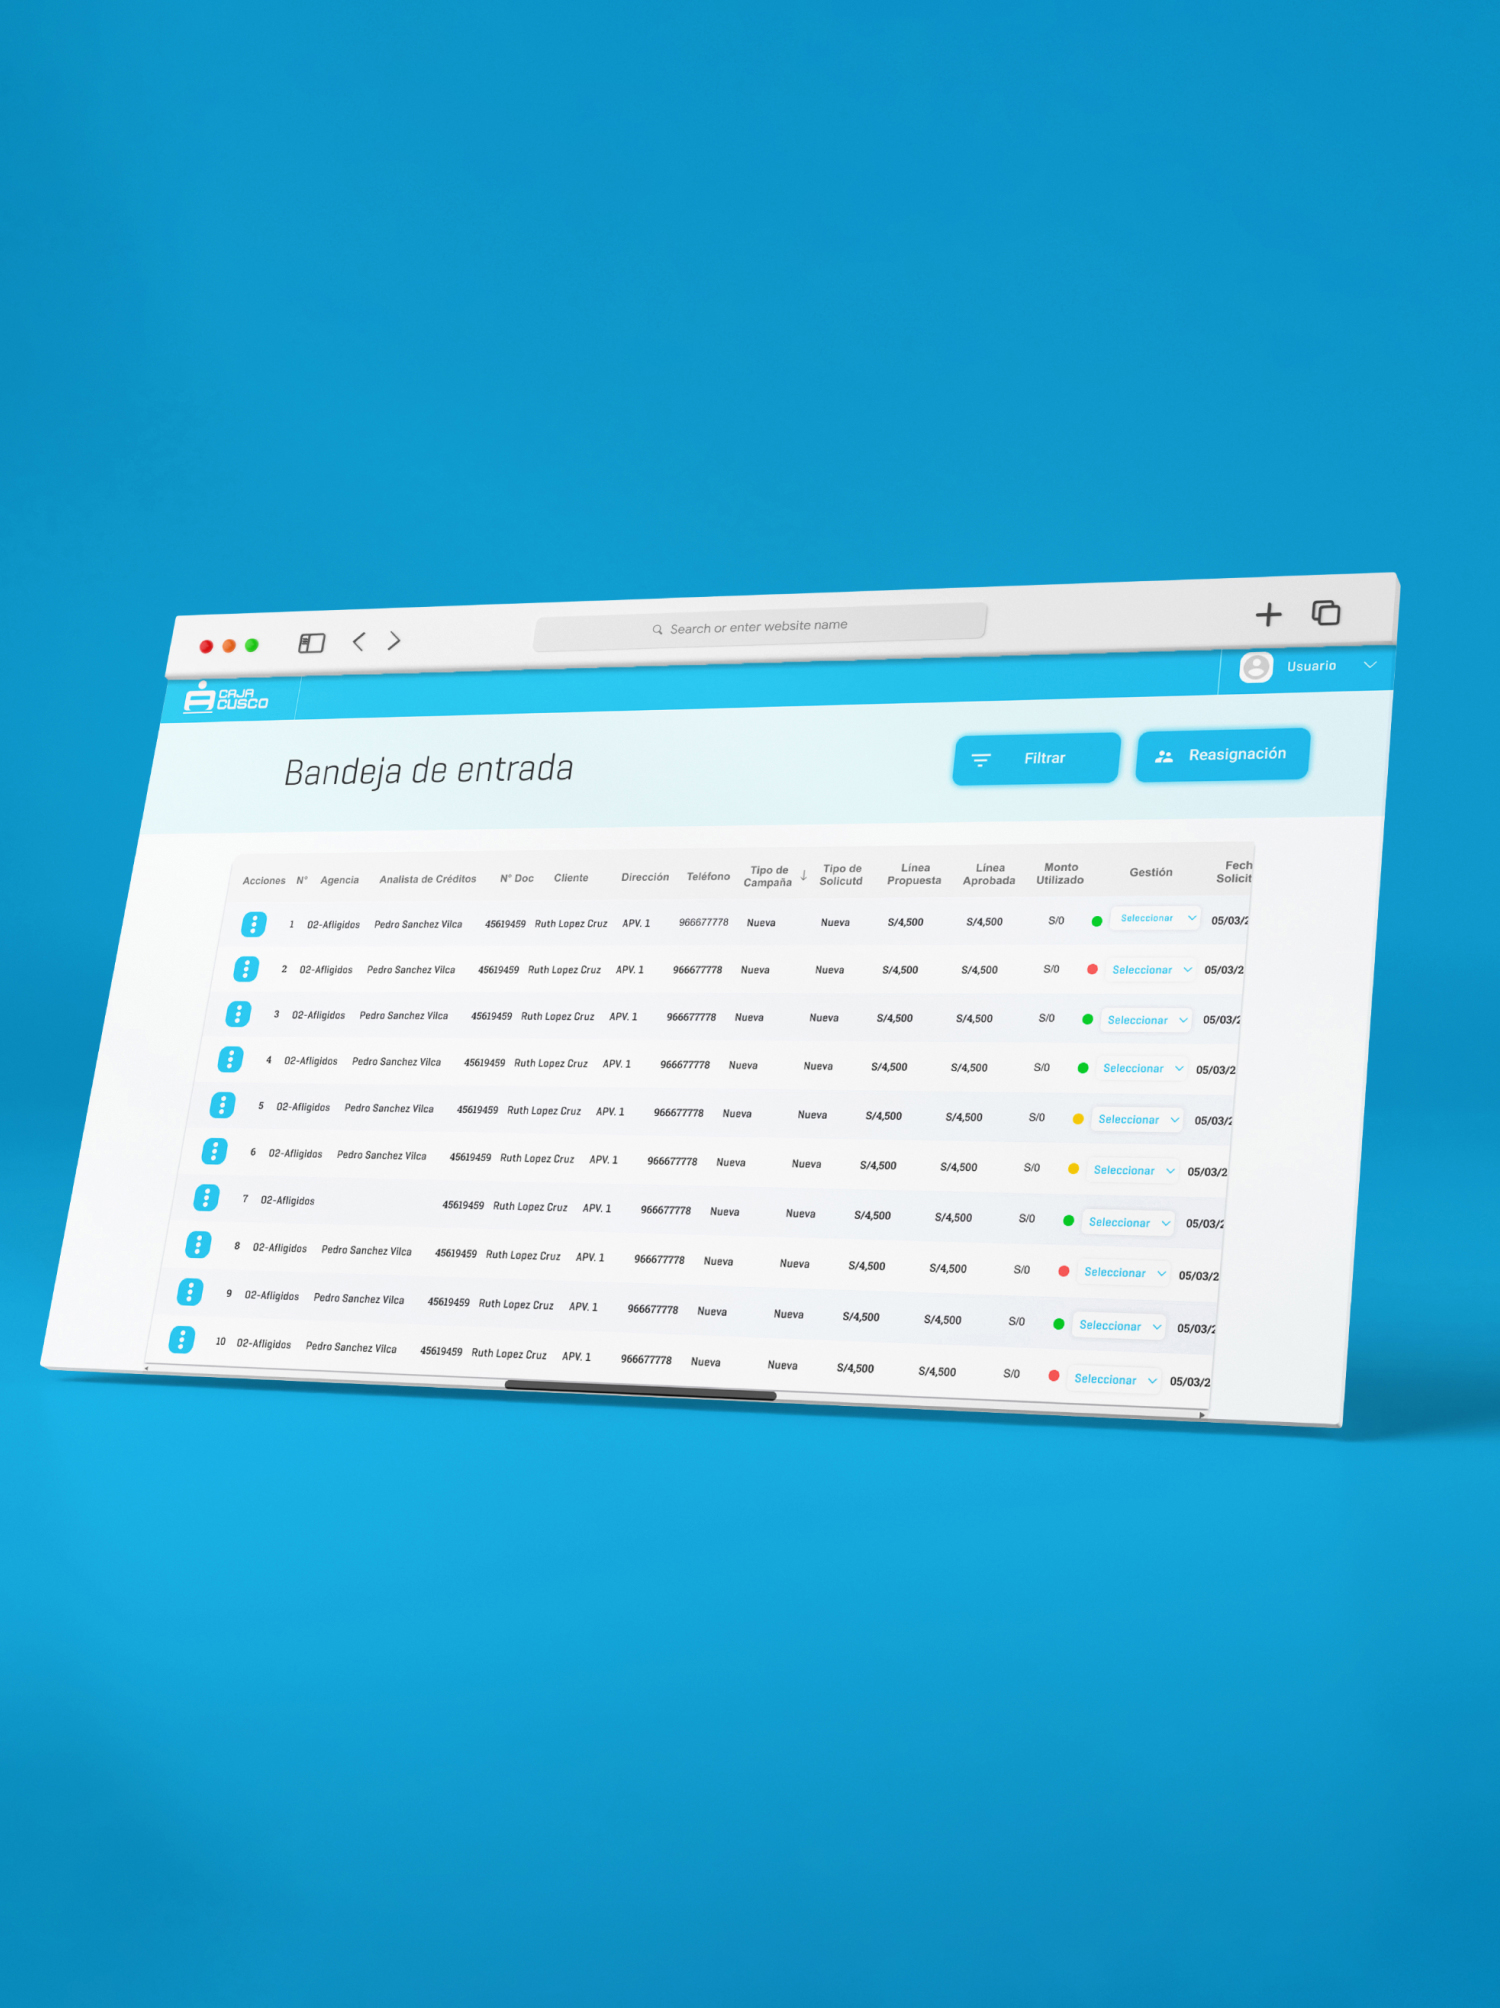 Search or enter website name
CAJA
CUSCO
Usuario
Bandeja de entrada
Filtrar
Reasignación
Acciones N° Agencia Analista de Créditos N° Doc Cliente Dirección Teléfono Tipo de Campaña ↓ Tipo de Solicutd Línea Propuesta Línea Aprobada Monto Utilizado Gestión Fech Solicit
1 02-Afligidos Pedro Sanchez Vilca 45619459 Ruth Lopez Cruz APV. 1 966677778 Nueva Nueva S/4,500 S/4,500 S/0 Seleccionar 05/03/2
2 02-Afligidos Pedro Sanchez Vilca 45619459 Ruth Lopez Cruz APV. 1 966677778 Nueva Nueva S/4,500 S/4,500 S/0 Seleccionar 05/03/2
3 02-Afligidos Pedro Sanchez Vilca 45619459 Ruth Lopez Cruz APV. 1 966677778 Nueva Nueva S/4,500 S/4,500 S/0 Seleccionar 05/03/2
4 02-Afligidos Pedro Sanchez Vilca 45619459 Ruth Lopez Cruz APV. 1 966677778 Nueva Nueva S/4,500 S/4,500 S/0 Seleccionar 05/03/2
5 02-Afligidos Pedro Sanchez Vilca 45619459 Ruth Lopez Cruz APV. 1 966677778 Nueva Nueva S/4,500 S/4,500 S/0 Seleccionar 05/03/2
6 02-Afligidos Pedro Sanchez Vilca 45619459 Ruth Lopez Cruz APV. 1 966677778 Nueva Nueva S/4,500 S/4,500 S/0 Seleccionar 05/03/2
7 02-Afligidos 45619459 Ruth Lopez Cruz APV. 1 966677778 Nueva Nueva S/4,500 S/4,500 S/0 Seleccionar 05/03/2
8 02-Afligidos Pedro Sanchez Vilca 45619459 Ruth Lopez Cruz APV. 1 966677778 Nueva Nueva S/4,500 S/4,500 S/0 Seleccionar 05/03/2
9 02-Afligidos Pedro Sanchez Vilca 45619459 Ruth Lopez Cruz APV. 1 966677778 Nueva Nueva S/4,500 S/4,500 S/0 Seleccionar 05/03/2
10 02-Afligidos Pedro Sanchez Vilca 45619459 Ruth Lopez Cruz APV. 1 966677778 Nueva Nueva S/4,500 S/4,500 S/0 Seleccionar 05/03/2